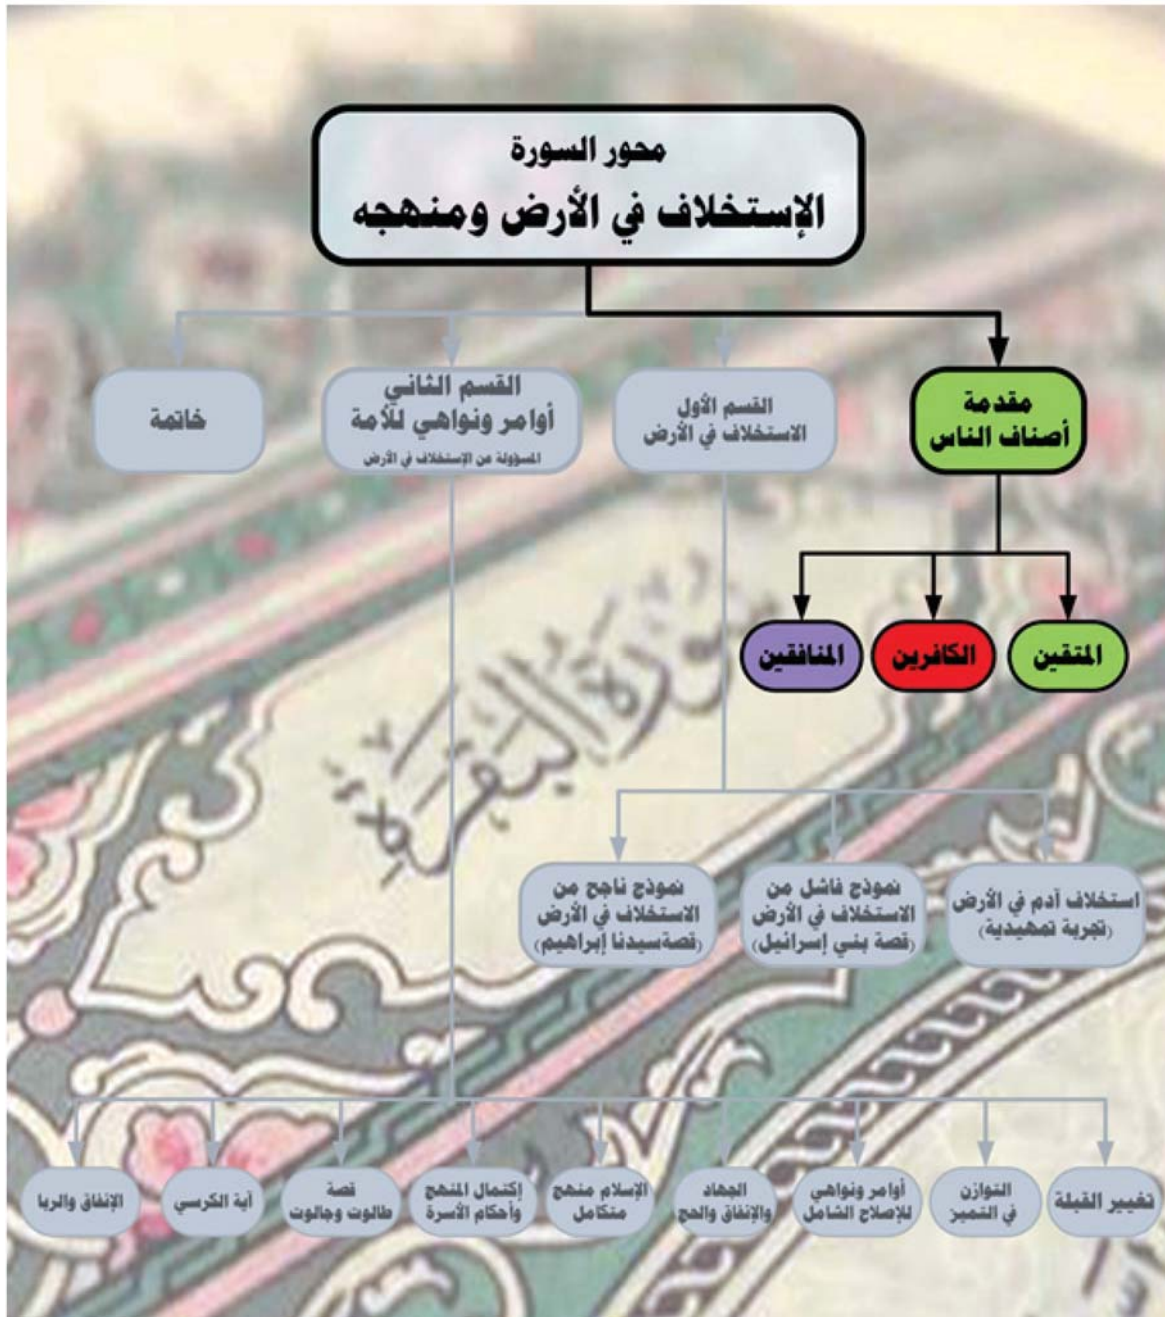 محور السورة
الإستخلاف في الأرض ومنهجه
مقدمة
أصناف الناس
القسم الأول
الاستخلاف في الأرض
القسم الثاني
أوامر ونواهي للأمة
المسؤولة عن الإستخلاف في الأرض
خاتمة
المتقين
الكافرين
المنافقين
سورة البقرة
استخلاف آدم في الأرض
(تجربة تمهيدية)
نموذج فاشل من
الاستخلاف في الأرض
(قصة بني إسرائيل)
نموذج ناجح من
الاستخلاف في الأرض
(قصة سيدنا إبراهيم)
تغيير القبلة
التوازن
في التميز
أوامر ونواهي
للإصلاح الشامل
الجهاد
والإنفاق والحج
الإسلام منهج
متكامل
إكتمال المنهج
وأحكام الأسرة
قصة
طالوت وجالوت
آية الكرسي
الإنفاق والربا